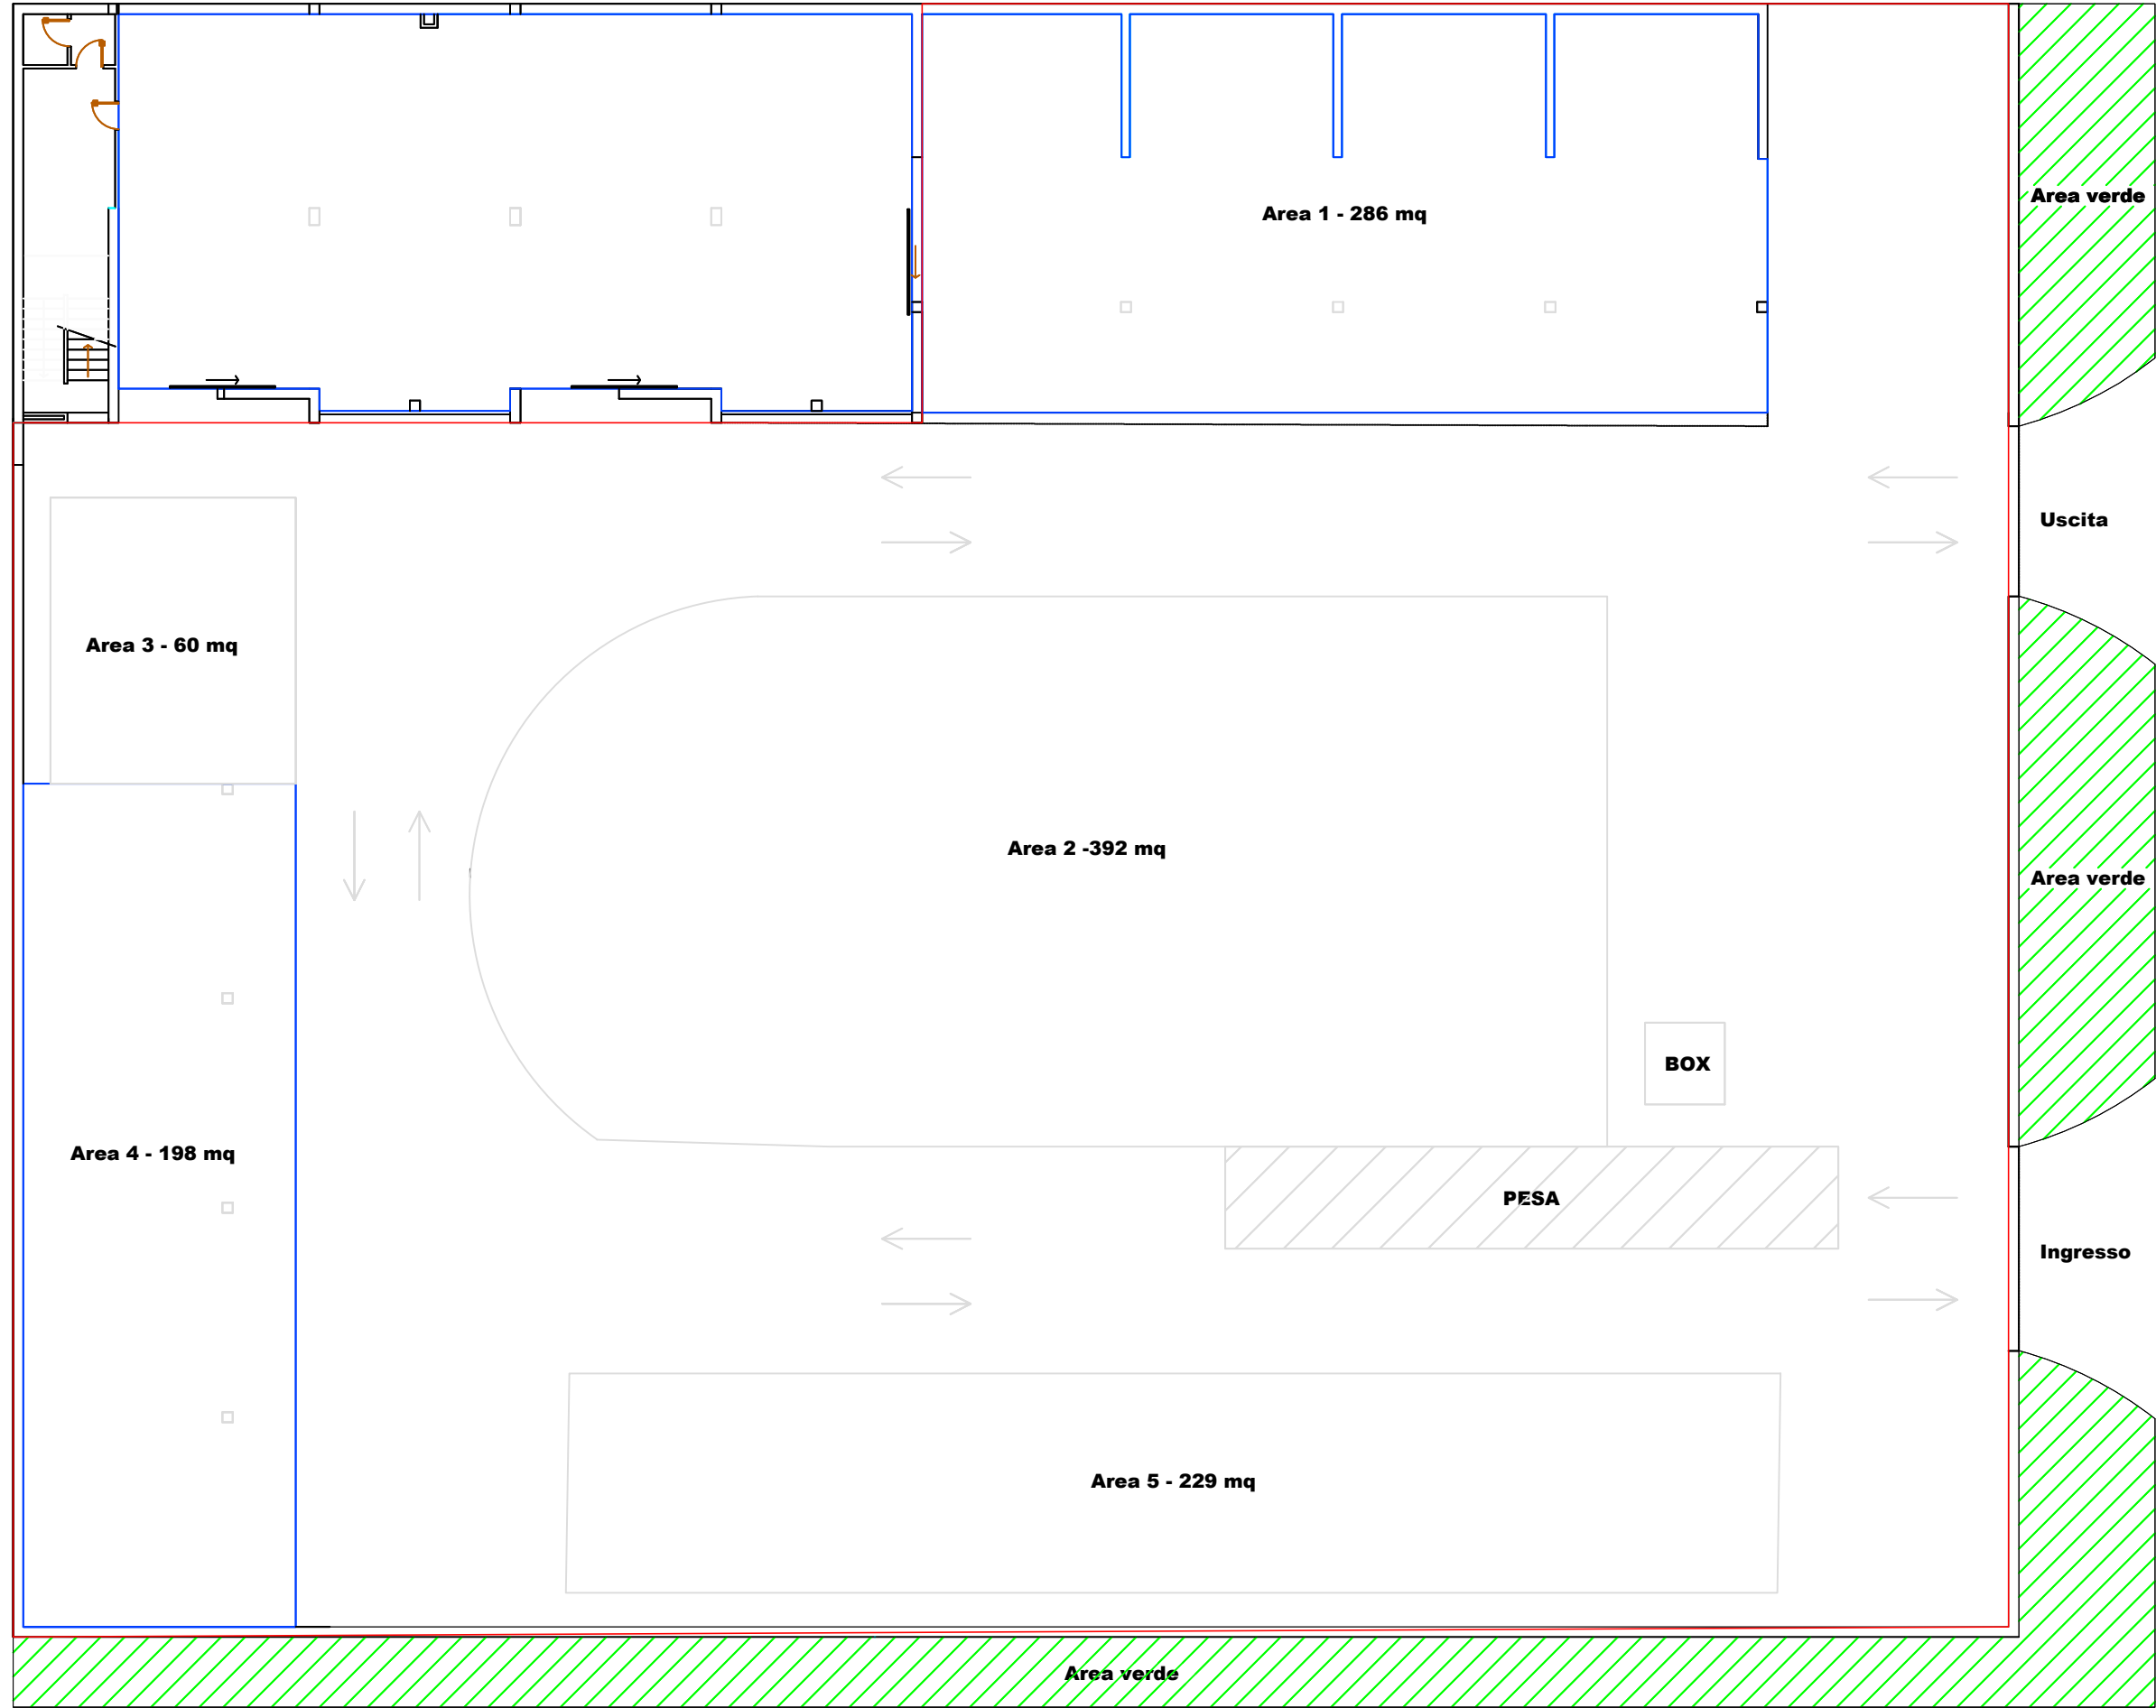 Area verde
Area 1 - 286 mq
Uscita
Area 3 - 60 mq
Area 2 -392 mq
Area verde
BOX
Area 4 - 198 mq
PESA
Ingresso
Area 5 - 229 mq
Area verde